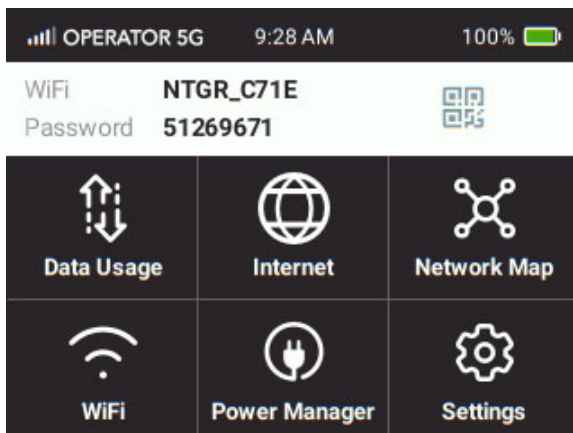 OPERATOR 5G 9:28 AM 100%
WiFi NTGR_C71E
Password 51269671
Data Usage Internet Network Map
WiFi Power Manager Settings